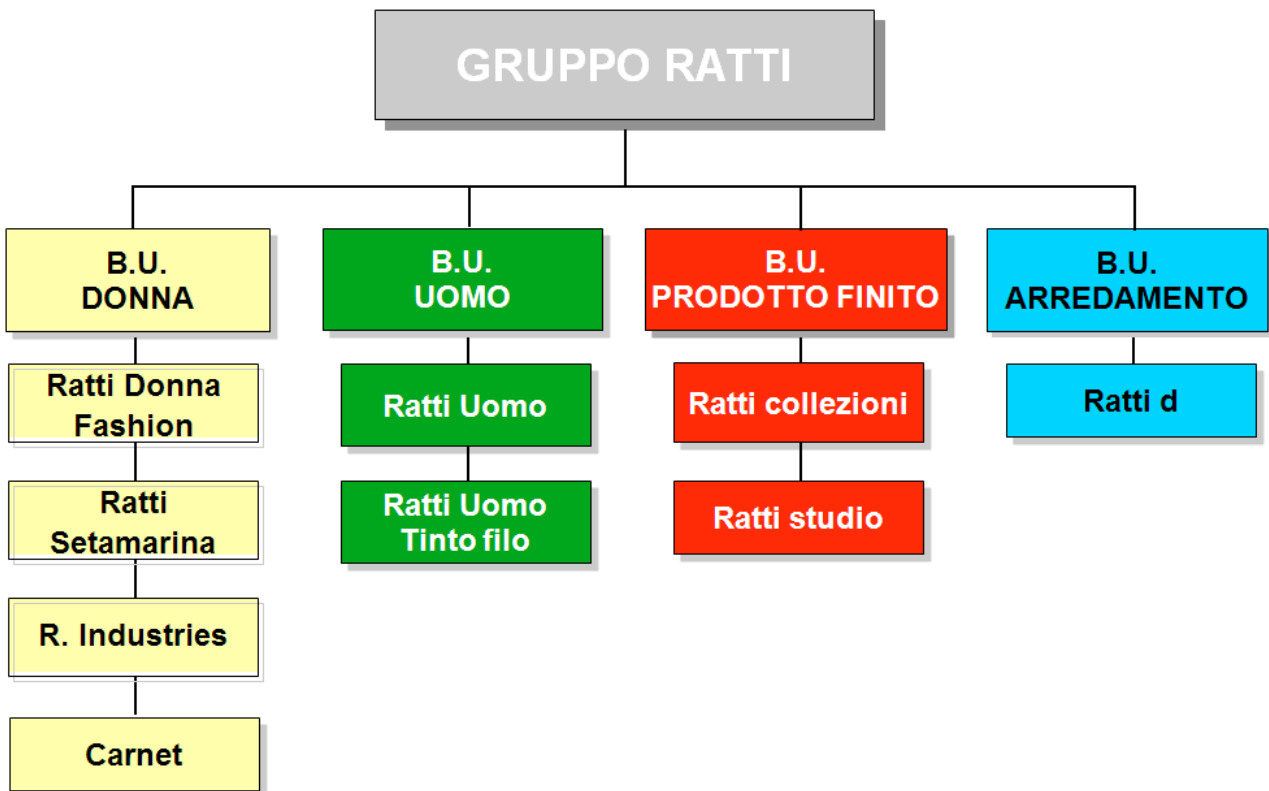 GRUPPO RATTI
B.U.
DONNA
B.U.
UOMO
B.U.
PRODOTTO FINITO
B.U.
ARREDAMENTO
Ratti Donna
Fashion
Ratti Uomo
Ratti collezioni
Ratti d
Ratti
Setamarina
Ratti Uomo
Tinto filo
Ratti studio
R. Industries
Carnet